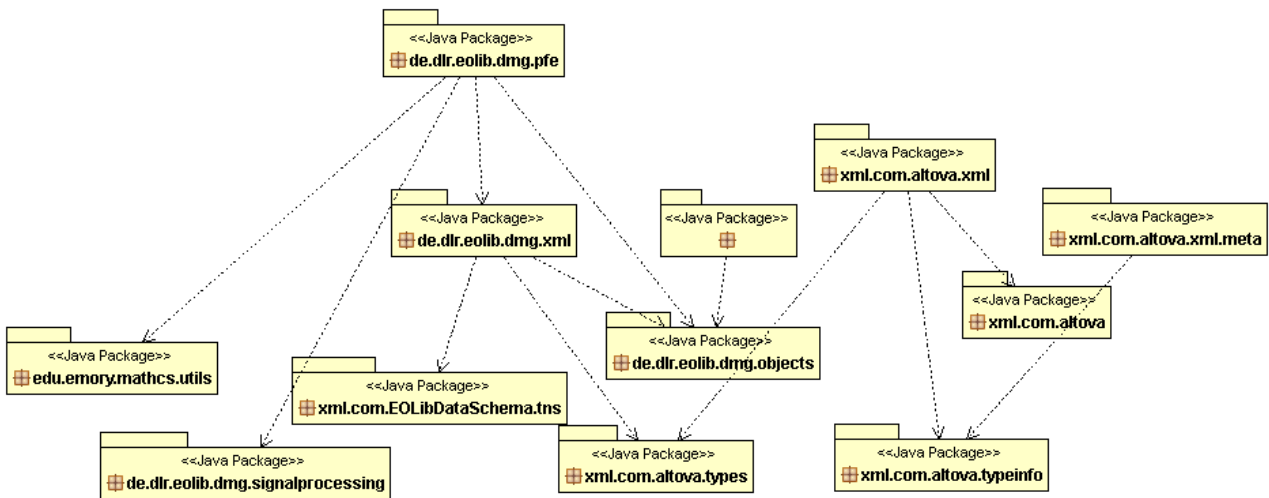 <<Java Package>>
de.dlr.eolib.dmg.pfe
<<Java Package>>
xml.com.altova.xml
<<Java Package>>
de.dlr.eolib.dmg.xml
<<Java Package>>
<<Java Package>>
xml.com.altova.xml.meta
<<Java Package>>
xml.com.altova
<<Java Package>>
edu.emory.mathcs.utils
<<Java Package>>
de.dlr.eolib.dmg.objects
<<Java Package>>
xml.com.EOLibDataSchema.tns
<<Java Package>>
de.dlr.eolib.dmg.signalprocessing
<<Java Package>>
xml.com.altova.types
<<Java Package>>
xml.com.altova.typeinfo